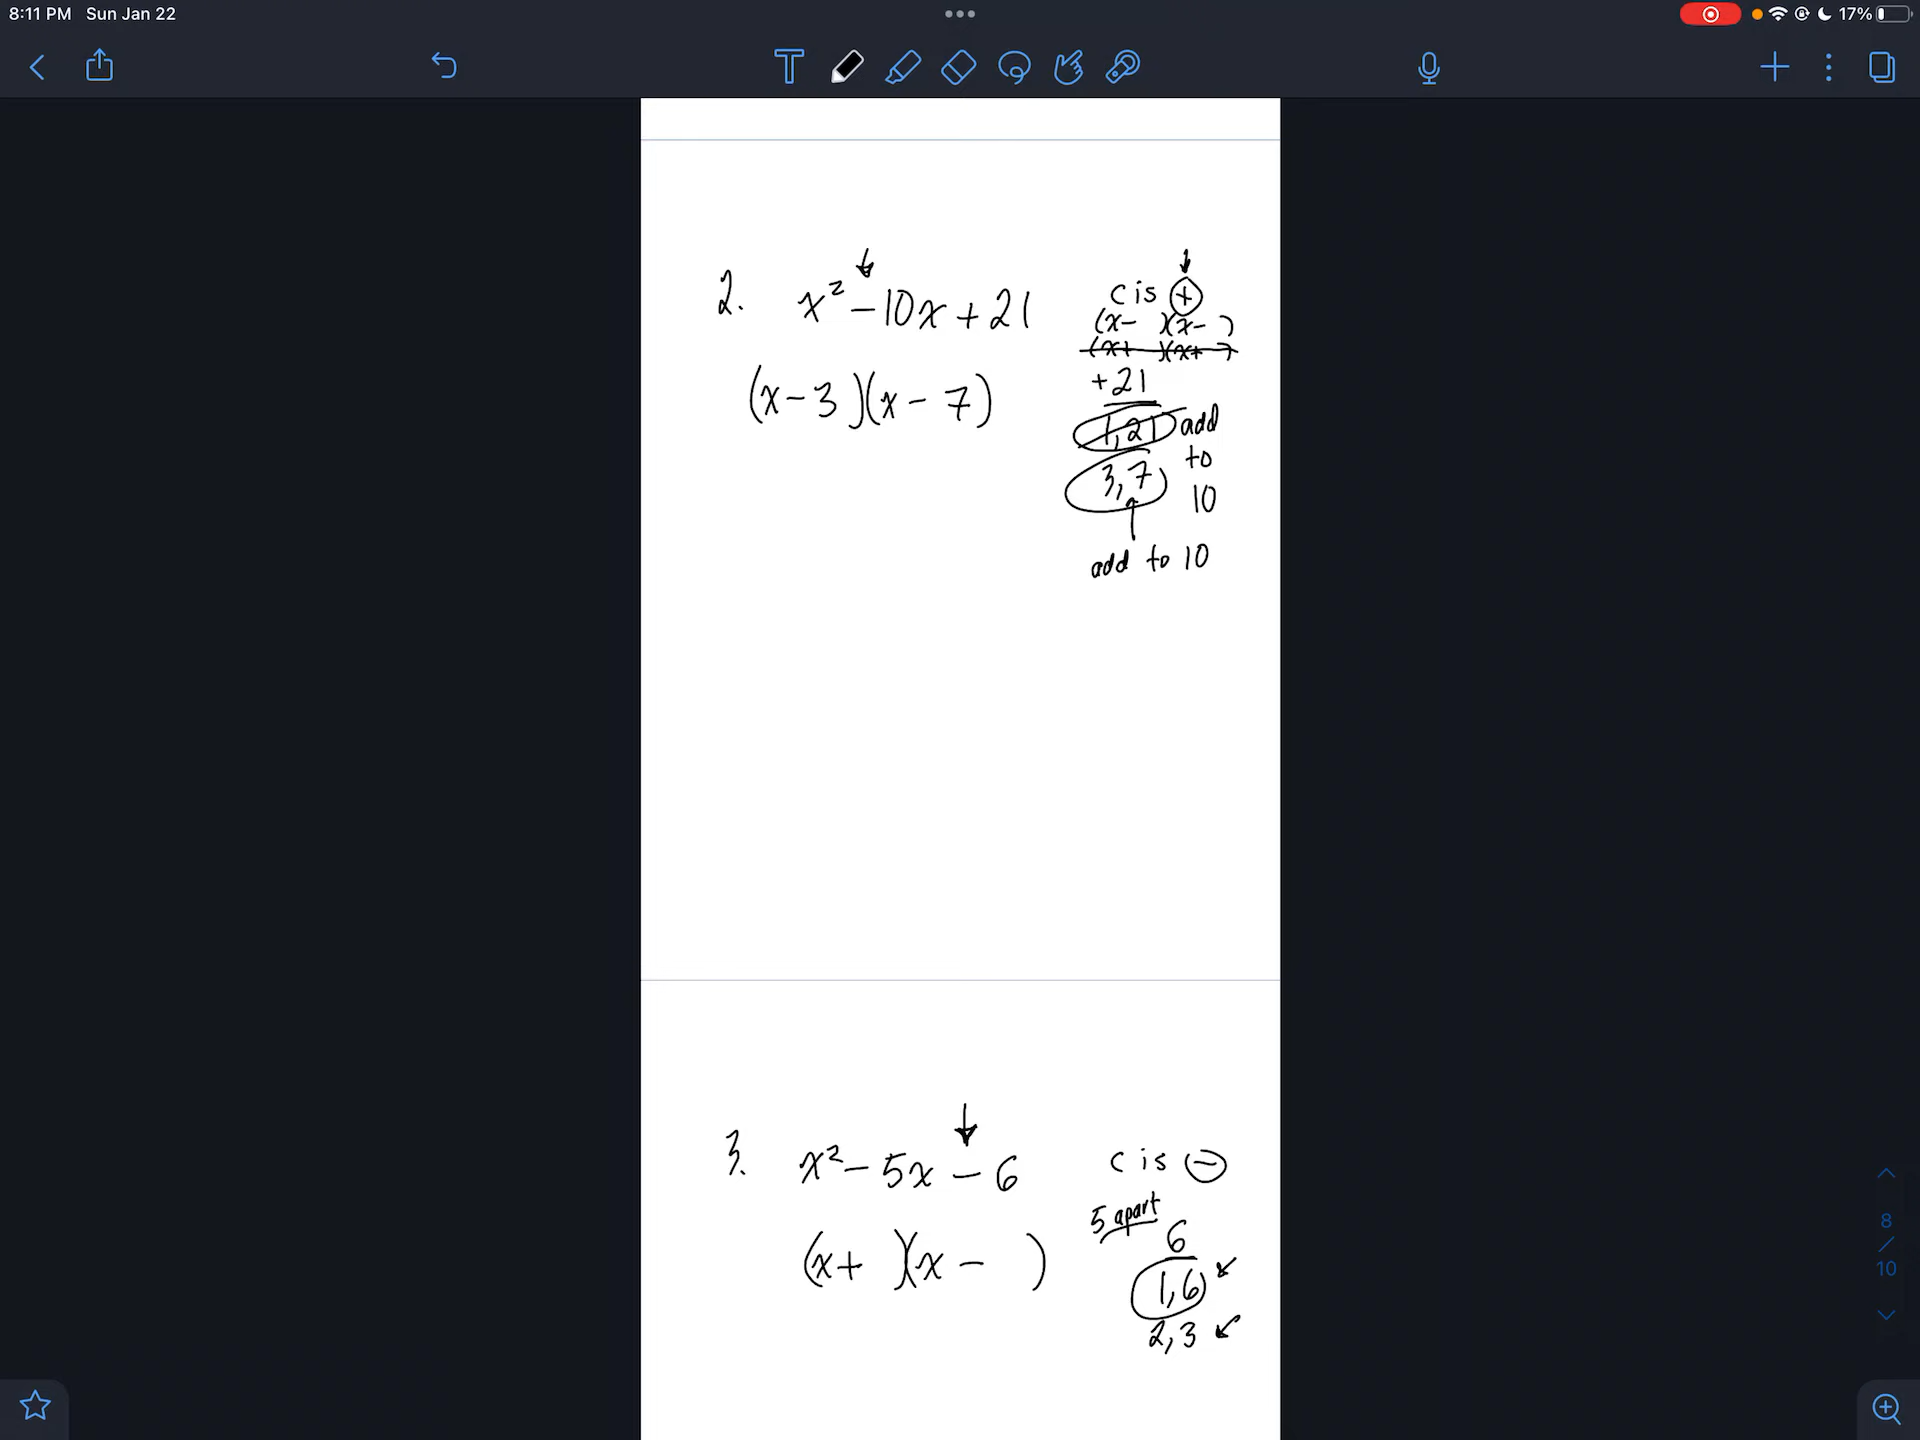 8:11 PM Sun Jan 22
17%
2. x² - 10x + 21
c is +
(x- )(x- )
(x+ )(x+ )
(x - 3)(x - 7)
+21
1, 21 add
to
3, 7
10
add to 10
3. x² - 5x - 6
c is -
5 apart
6
(x+ )(x - )
1, 6
2, 3
8
/
10